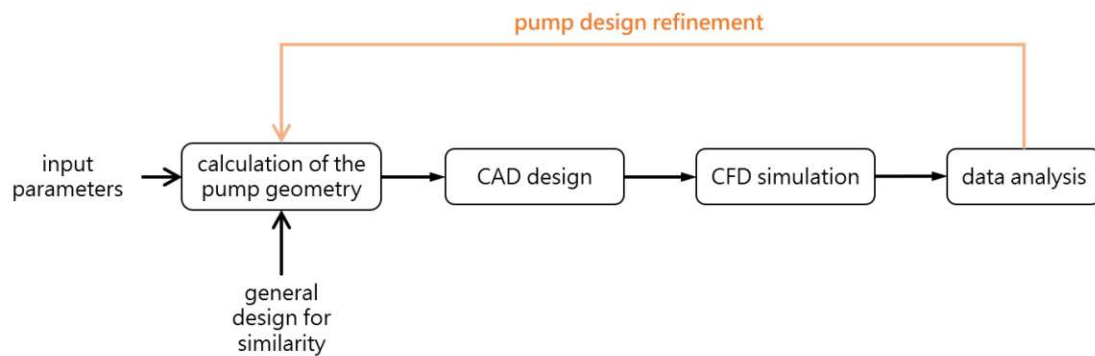 pump design refinement
input
parameters
calculation of the
pump geometry
CAD design
CFD simulation
data analysis
general
design for
similarity